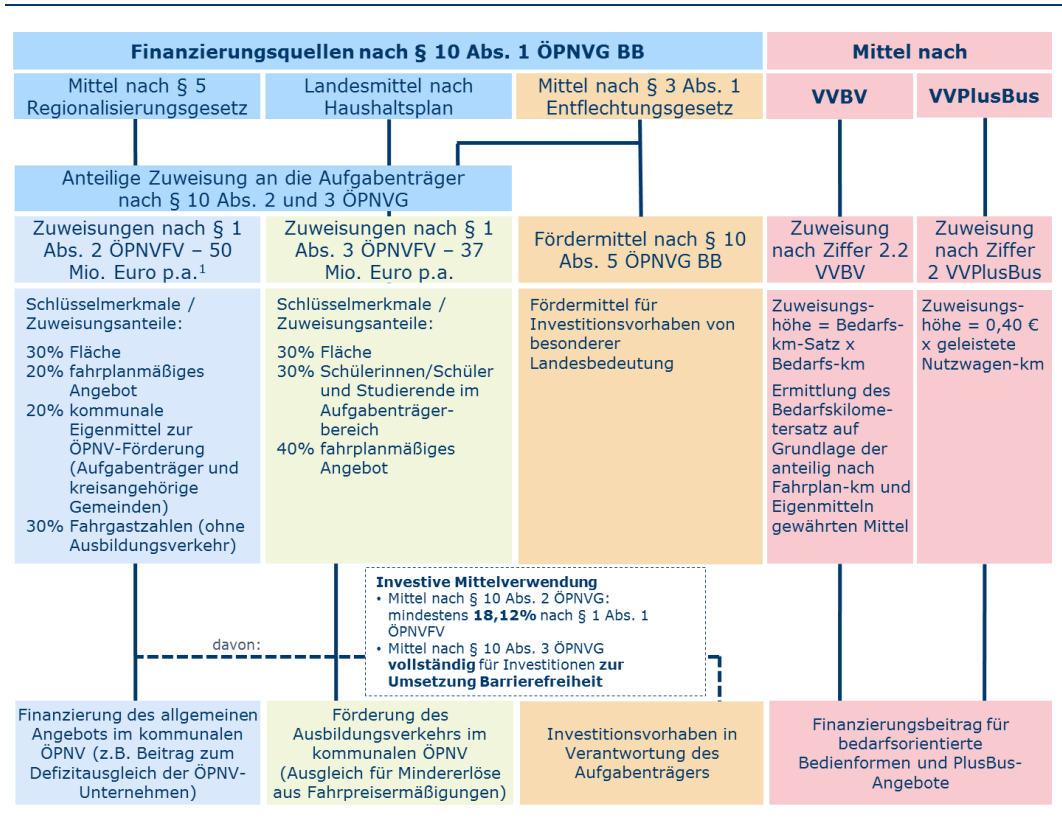 Finanzierungsquellen nach § 10 Abs. 1 ÖPNVG BB
Mittel nach
Mittel nach § 5
Regionalisierungsgesetz
Landesmittel nach
Haushaltsplan
Mittel nach § 3 Abs. 1
Entflechtungsgesetz
VVBV
VVPlusBus
Anteilige Zuweisung an die Aufgabenträger
nach § 10 Abs. 2 und 3 ÖPNVG
Zuweisungen nach § 1
Abs. 2 ÖPNVFV – 50
Mio. Euro p.a.¹
Zuweisungen nach § 1
Abs. 3 ÖPNVFV – 37
Mio. Euro p.a.
Fördermittel nach § 10
Abs. 5 ÖPNVG BB
Zuweisung
nach Ziffer 2.2
VVBV
Zuweisung
nach Ziffer
2 VVPlusBus
Schlüsselmerkmale /
Zuweisungsanteile:
30% Fläche
20% fahrplanmäßiges
Angebot
20% kommunale
Eigenmittel zur
ÖPNV-Förderung
(Aufgabenträger und
kreisangehörige
Gemeinden)
30% Fahrgastzahlen (ohne
Ausbildungsverkehr)
Schlüsselmerkmale /
Zuweisungsanteile:
30% Fläche
30% Schülerinnen/Schüler
und Studierende im
Aufgabenträger-
bereich
40% fahrplanmäßiges
Angebot
Fördermittel für
Investitionsvorhaben von
besonderer
Landesbedeutung
Zuweisungs-
höhe = Bedarfs-
km-Satz x
Bedarfs-km
Ermittlung des
Bedarfskilome-
tersatz auf
Grundlage der
anteilig nach
Fahrplan-km und
Eigenmitteln
gewährten Mittel
Zuweisungs-
höhe = 0,40 €
x geleistete
Nutzwagen-km
Investive Mittelverwendung
• Mittel nach § 10 Abs. 2 ÖPNVG:
mindestens 18,12% nach § 1 Abs. 1
ÖPNVFV
• Mittel nach § 10 Abs. 3 ÖPNVG
vollständig für Investitionen zur
Umsetzung Barrierefreiheit
davon:
Finanzierung des allgemeinen
Angebots im kommunalen
ÖPNV (z.B. Beitrag zum
Defizitausgleich der ÖPNV-
Unternehmen)
Förderung des
Ausbildungsverkehrs im
kommunalen ÖPNV
(Ausgleich für Mindererlöse
aus Fahrpreisermäßigungen)
Investitionsvorhaben in
Verantwortung des
Aufgabenträgers
Finanzierungsbeitrag für
bedarfsorientierte
Bedienformen und PlusBus-
Angebote